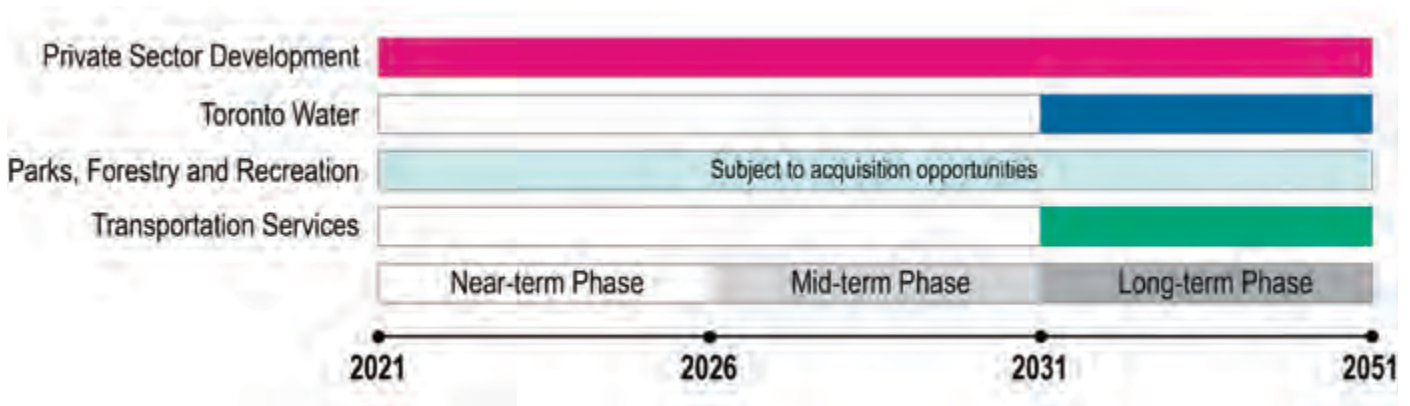 Private Sector Development
Toronto Water
Parks, Forestry and Recreation
Subject to acquisition opportunities
Transportation Services
Near-term Phase
Mid-term Phase
Long-term Phase
2021
2026
2031
2051